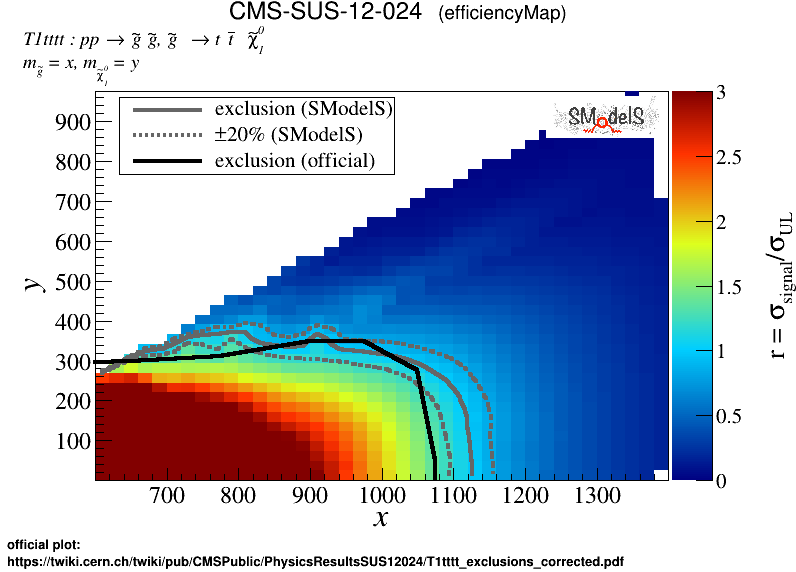 CMS-SUS-12-024 (efficiencyMap)
T1tttt : pp → g̃ g̃, g̃ → t t̄ χ̃₁⁰
m_g̃ = x, m_χ̃₁⁰ = y
SModelS
exclusion (SModelS)
±20% (SModelS)
exclusion (official)
900
800
700
600
500
400
300
200
100
y
700 800 900 1000 1100 1200 1300
x
3
2.5
2
1.5
1
0.5
0
r = σ_signal/σ_UL
official plot:
https://twiki.cern.ch/twiki/pub/CMSPublic/PhysicsResultsSUS12024/T1tttt_exclusions_corrected.pdf